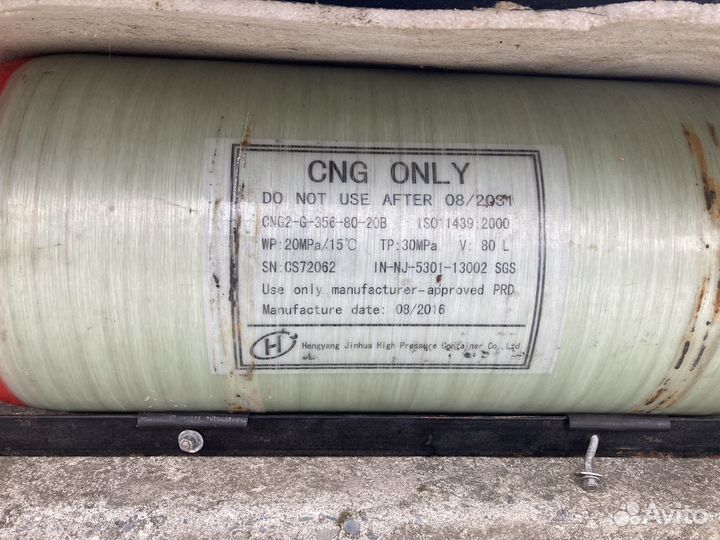 CNG ONLY
DO NOT USE AFTER 08/2031
CNG2-G-356-80-20B ISO11439:2000
WP:20MPa/15℃ TP:30MPa V: 80 L
SN:CS72062 IN-NJ-5301-13002 SGS
Use only manufacturer-approved PRD
Manufacture date: 08/2016
H Hengyang Jinhua High Pressure Container Co.,Ltd
Avito